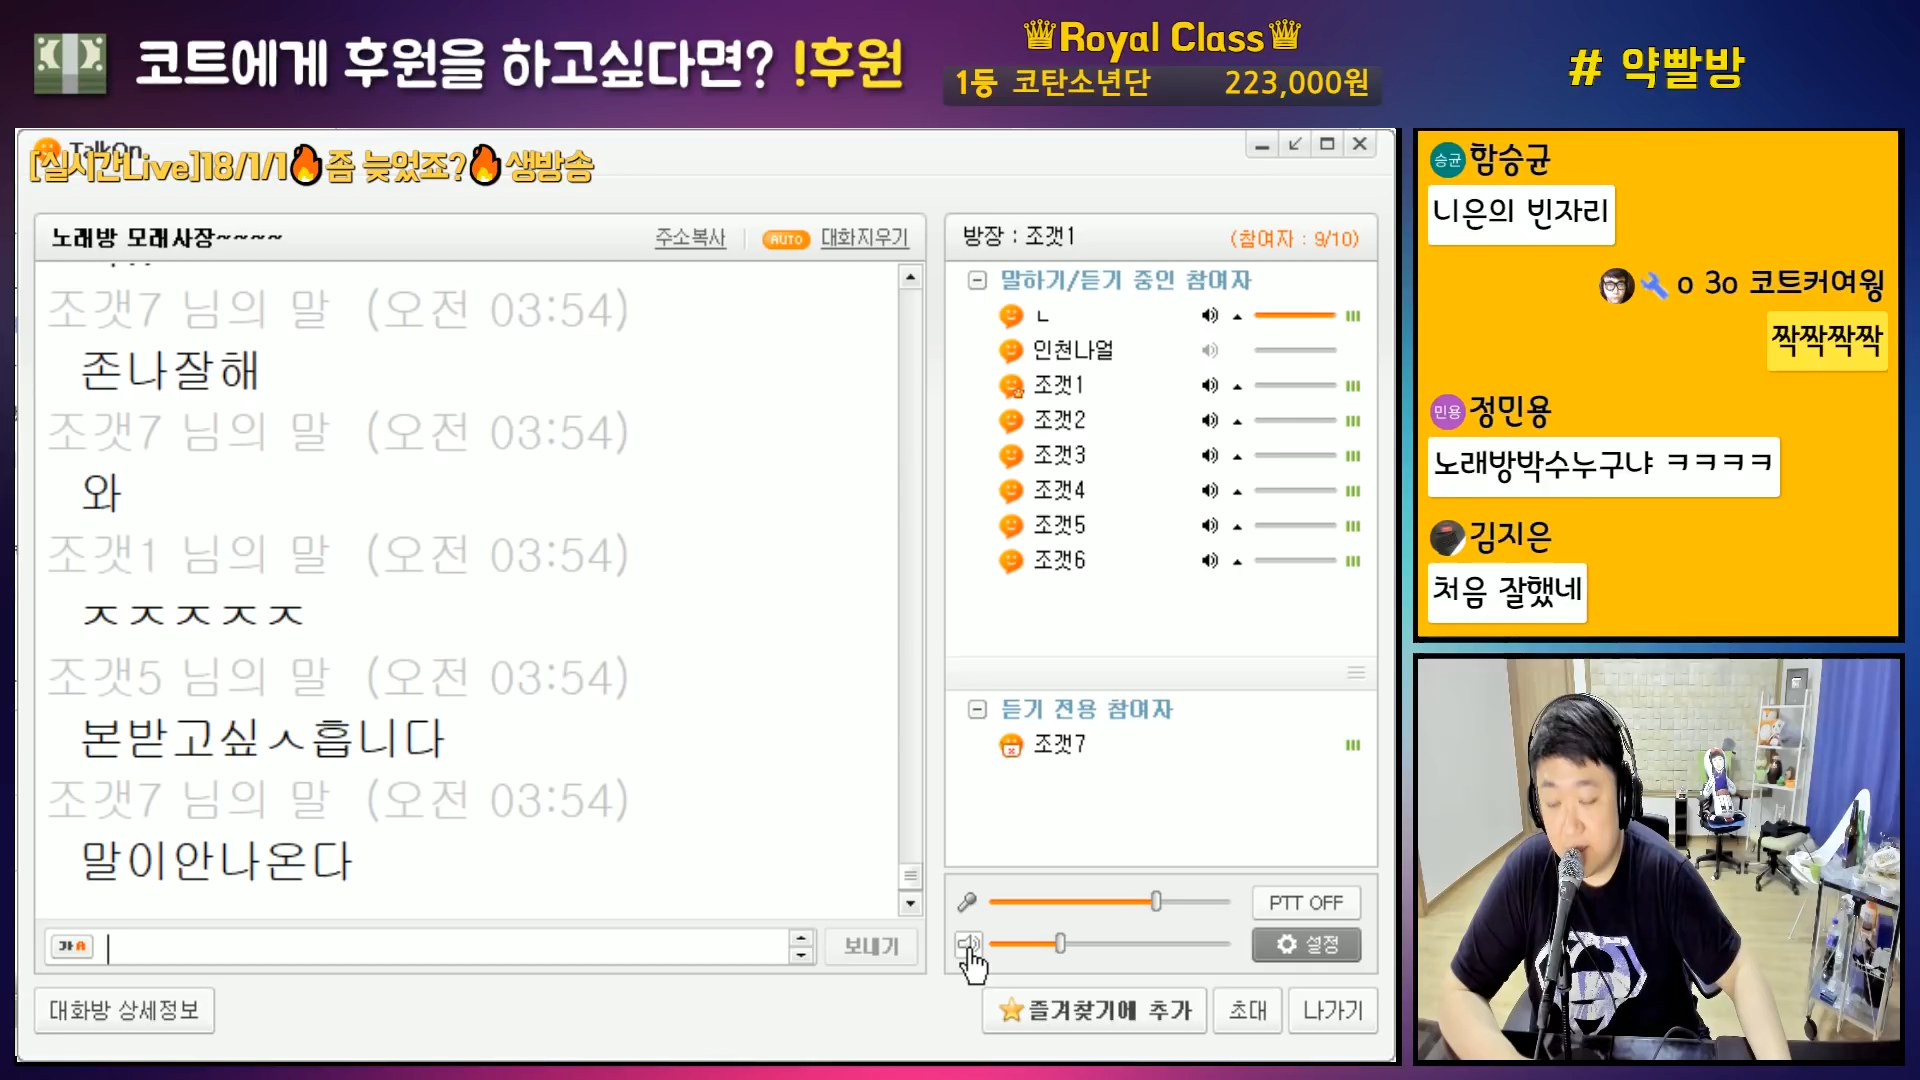 코트에게 후원을 하고싶다면? !후원
♛Royal Class♛
1등 코탄소년단 223,000원
# 약빨방
TalkOn
[실시간Live]18/1/1🔥좀 늦었죠?🔥생방송
노래방 모래사장~~~~ 주소복사 AUTO 대화지우기
조갯7 님의 말 (오전 03:54)
존나잘해
조갯7 님의 말 (오전 03:54)
와
조갯1 님의 말 (오전 03:54)
ㅈㅈㅈㅈㅈ
조갯5 님의 말 (오전 03:54)
본받고싶ㅅ흡니다
조갯7 님의 말 (오전 03:54)
말이안나온다
가A
보내기
대화방 상세정보
방장 : 조갯1 (참여자 : 9/10)
말하기/듣기 중인 참여자
ㄴ
인천나얼
조갯1
조갯2
조갯3
조갯4
조갯5
조갯6
듣기 전용 참여자
조갯7
PTT OFF
설정
즐겨찾기에 추가 초대 나가기
승균 함승균
니은의 빈자리
o 3o 코트커여웡
짝짝짝짝
민용 정민용
노래방박수누구냐 ㅋㅋㅋㅋ
김지은
처음 잘했네